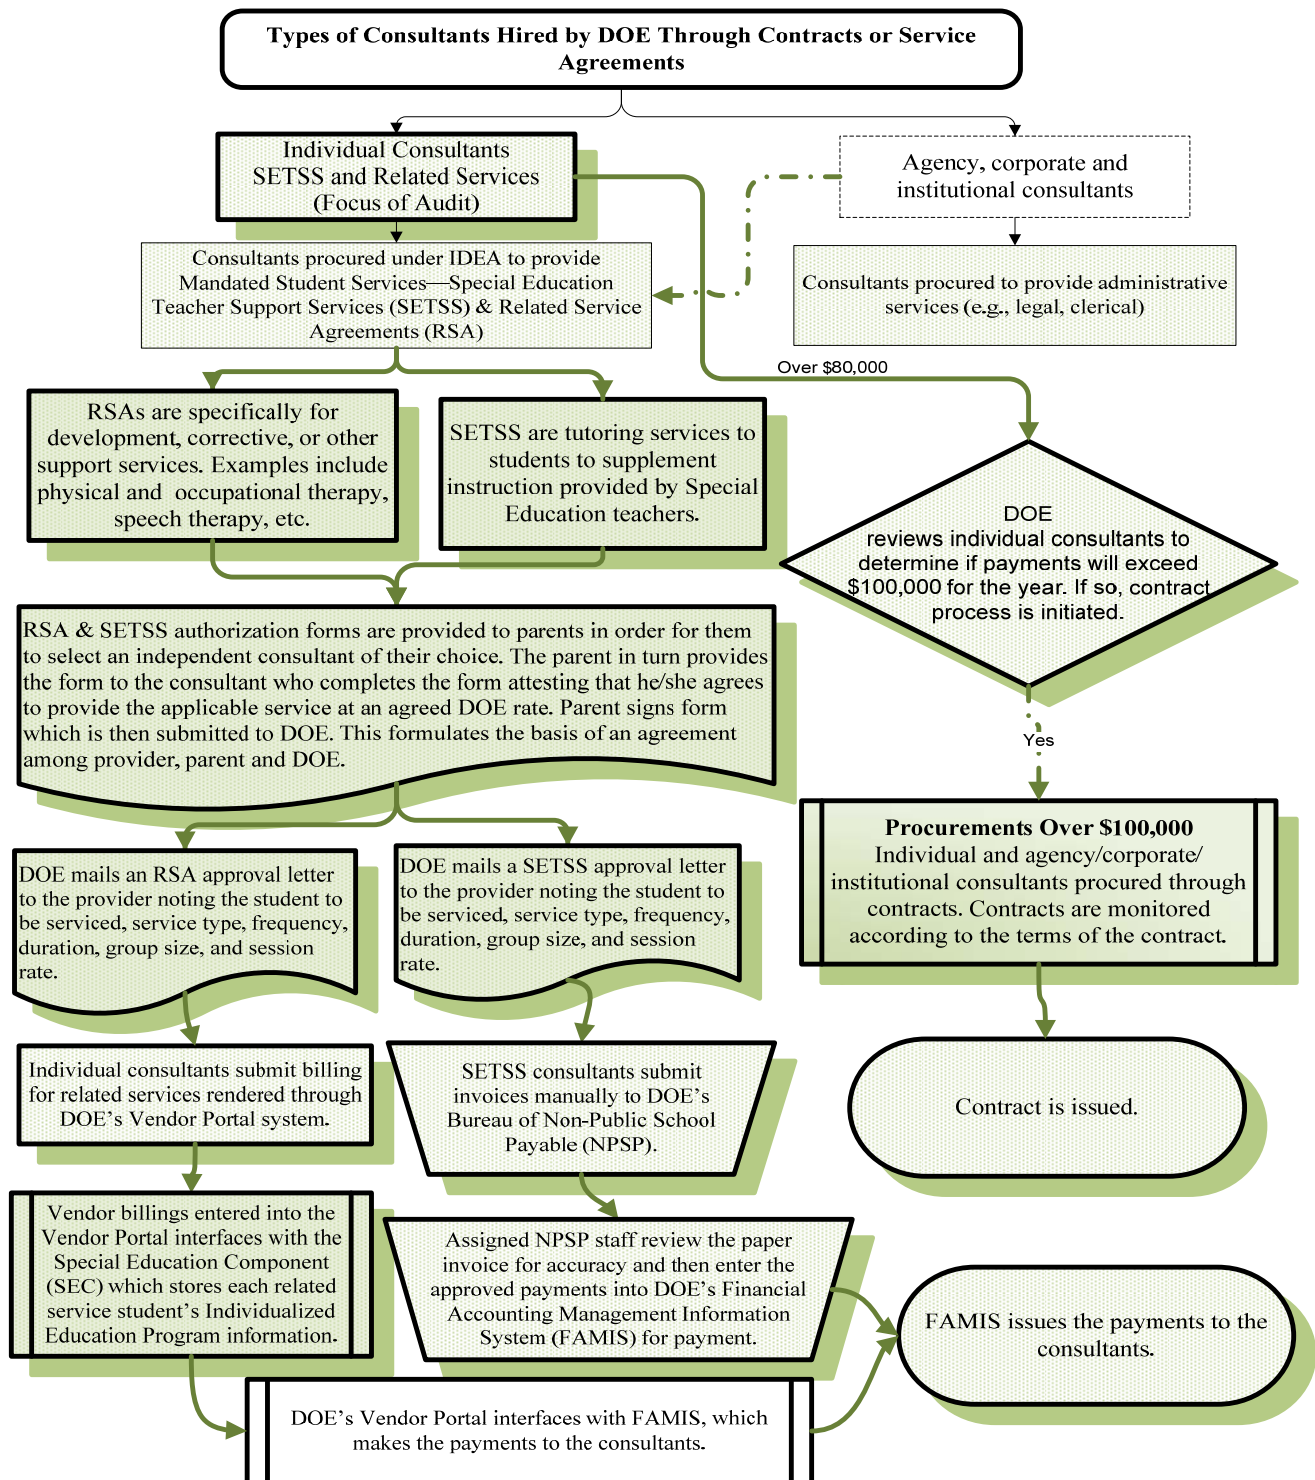 Types of Consultants Hired by DOE Through Contracts or Service
Agreements
Individual Consultants
SETSS and Related Services
(Focus of Audit)
Agency, corporate and
institutional consultants
Consultants procured under IDEA to provide
Mandated Student Services—Special Education
Teacher Support Services (SETSS) & Related Service
Agreements (RSA)
Consultants procured to provide administrative
services (e.g., legal, clerical)
Over $80,000
RSAs are specifically for
development, corrective, or other
support services. Examples include
physical and occupational therapy,
speech therapy, etc.
SETSS are tutoring services to
students to supplement
instruction provided by Special
Education teachers.
DOE
reviews individual consultants to
determine if payments will exceed
$100,000 for the year. If so, contract
process is initiated.
RSA & SETSS authorization forms are provided to parents in order for them
to select an independent consultant of their choice. The parent in turn provides
the form to the consultant who completes the form attesting that he/she agrees
to provide the applicable service at an agreed DOE rate. Parent signs form
which is then submitted to DOE. This formulates the basis of an agreement
among provider, parent and DOE.
Yes
Procurements Over $100,000
Individual and agency/corporate/
institutional consultants procured through
contracts. Contracts are monitored
according to the terms of the contract.
DOE mails an RSA approval letter
to the provider noting the student to
be serviced, service type, frequency,
duration, group size, and session
rate.
DOE mails a SETSS approval letter
to the provider noting the student to
be serviced, service type, frequency,
duration, group size, and session
rate.
Individual consultants submit billing
for related services rendered through
DOE's Vendor Portal system.
SETSS consultants submit
invoices manually to DOE's
Bureau of Non-Public School
Payable (NPSP).
Contract is issued.
Vendor billings entered into the
Vendor Portal interfaces with the
Special Education Component
(SEC) which stores each related
service student's Individualized
Education Program information.
Assigned NPSP staff review the paper
invoice for accuracy and then enter the
approved payments into DOE's Financial
Accounting Management Information
System (FAMIS) for payment.
FAMIS issues the payments to the
consultants.
DOE's Vendor Portal interfaces with FAMIS, which
makes the payments to the consultants.